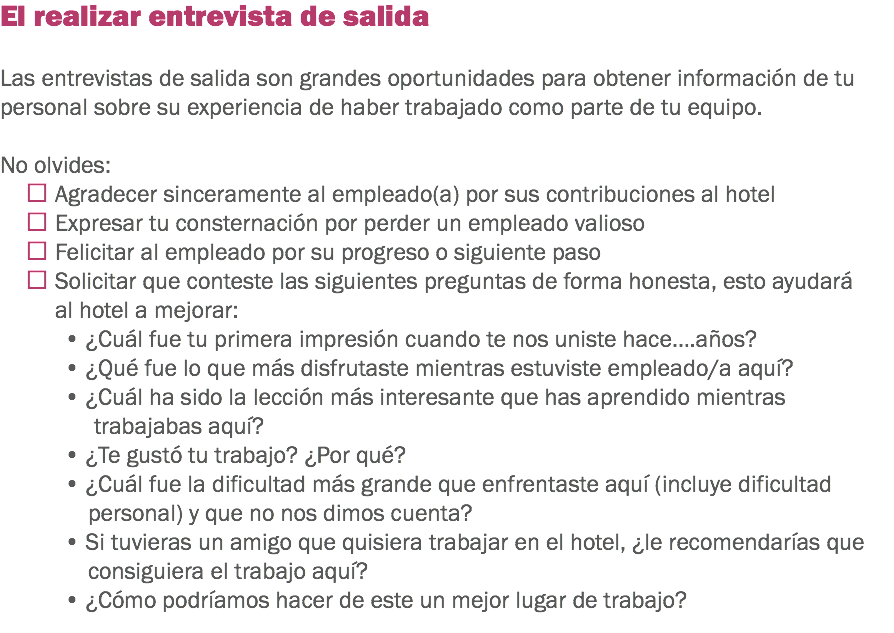 El realizar entrevista de salida
Las entrevistas de salida son grandes oportunidades para obtener información de tu
personal sobre su experiencia de haber trabajado como parte de tu equipo.
No olvides:
☐ Agradecer sinceramente al empleado(a) por sus contribuciones al hotel
☐ Expresar tu consternación por perder un empleado valioso
☐ Felicitar al empleado por su progreso o siguiente paso
☐ Solicitar que conteste las siguientes preguntas de forma honesta, esto ayudará
al hotel a mejorar:
• ¿Cuál fue tu primera impresión cuando te nos uniste hace....años?
• ¿Qué fue lo que más disfrutaste mientras estuviste empleado/a aquí?
• ¿Cuál ha sido la lección más interesante que has aprendido mientras
trabajabas aquí?
• ¿Te gustó tu trabajo? ¿Por qué?
• ¿Cuál fue la dificultad más grande que enfrentaste aquí (incluye dificultad
personal) y que no nos dimos cuenta?
• Si tuvieras un amigo que quisiera trabajar en el hotel, ¿le recomendarías que
consiguiera el trabajo aquí?
• ¿Cómo podríamos hacer de este un mejor lugar de trabajo?